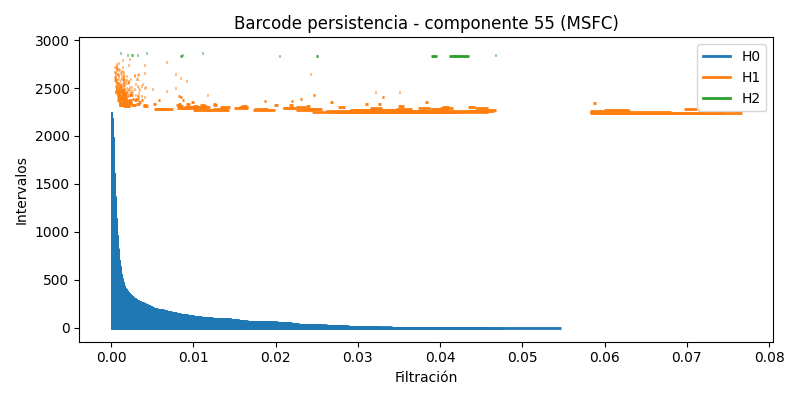 Barcode persistencia - componente 55 (MSFC)
Intervalos
3000
2500
2000
1500
1000
500
0
H0
H1
H2
0.00 0.01 0.02 0.03 0.04 0.05 0.06 0.07 0.08
Filtración